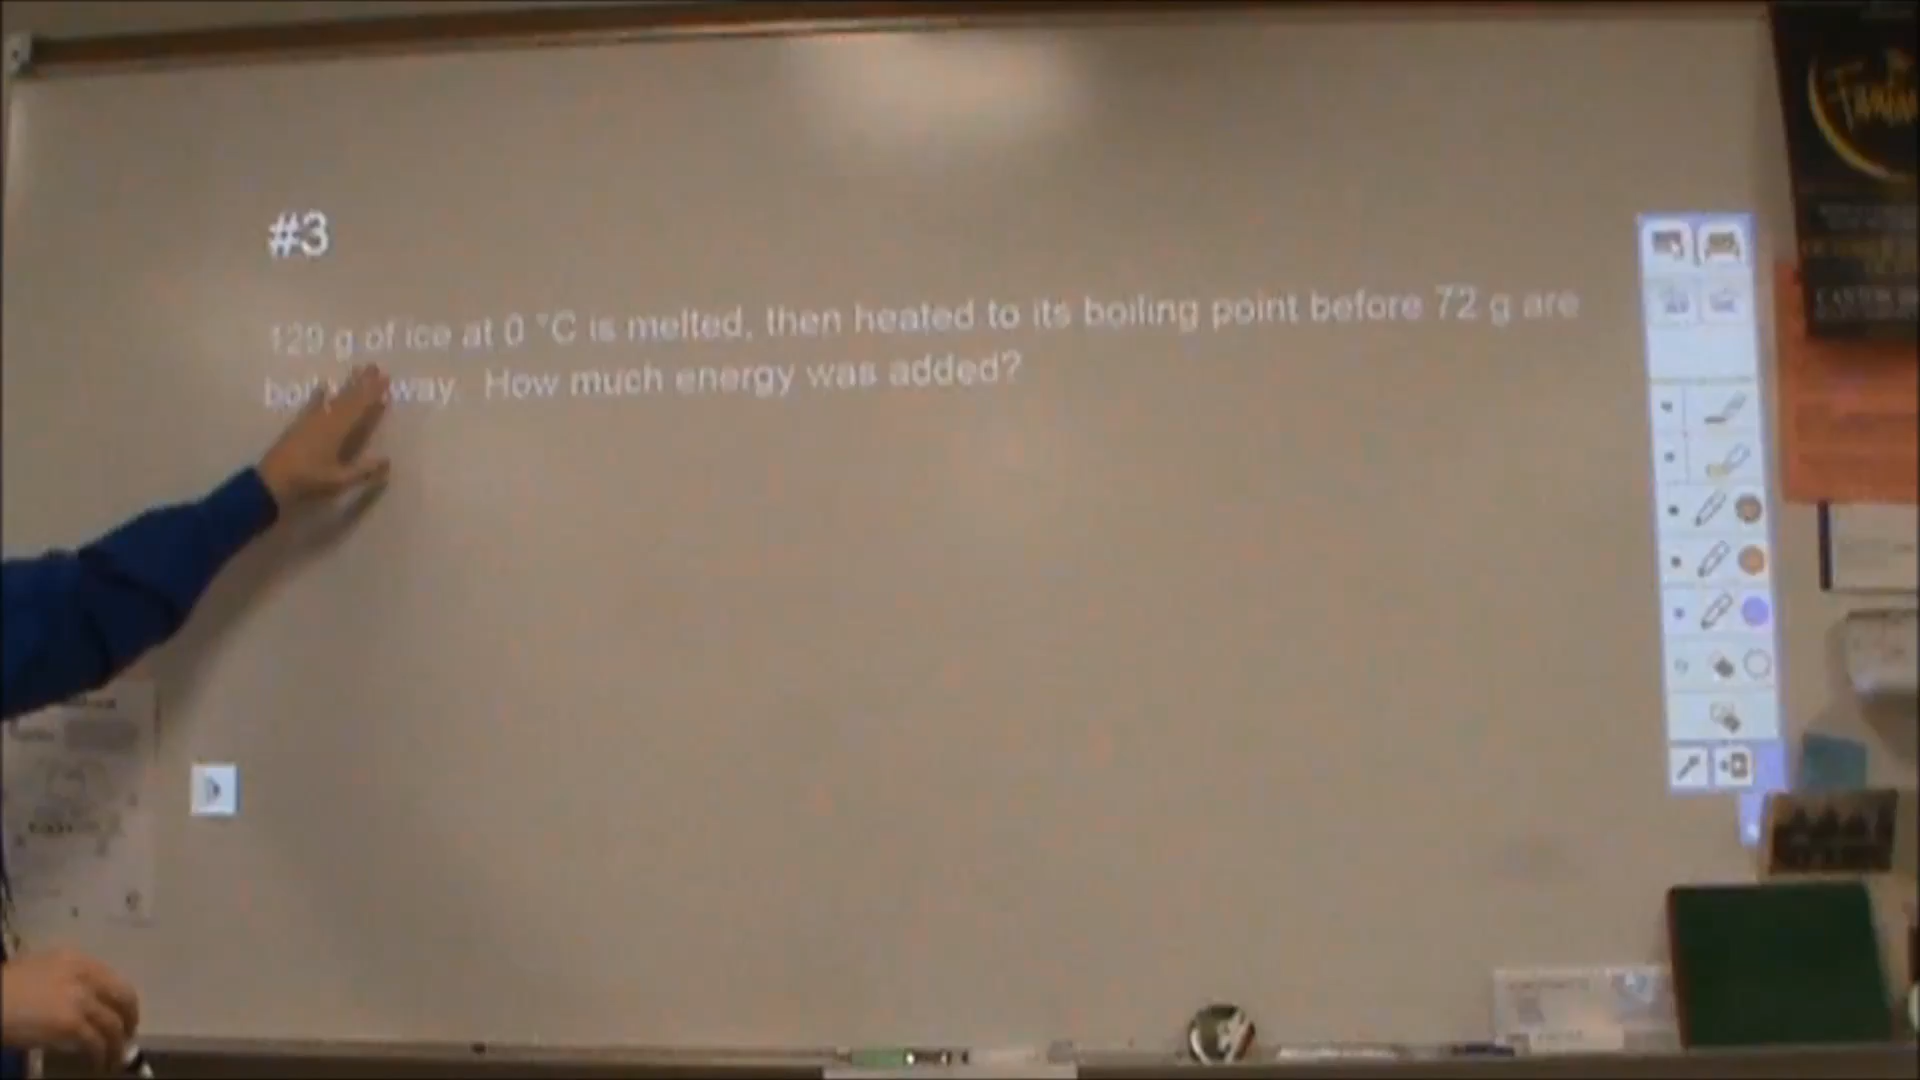 #3
129 g of ice at 0 °C is melted, then heated to its boiling point before 72 g are
way. How much energy was added?